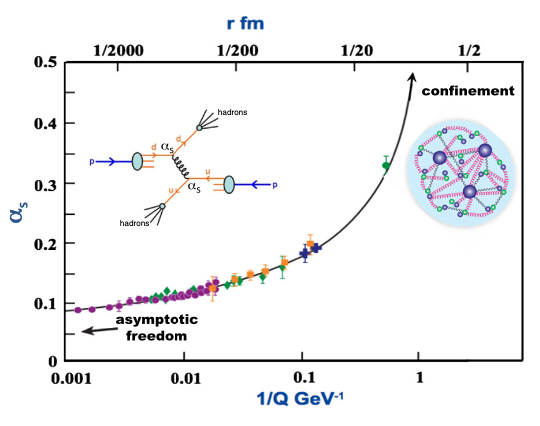 r fm
1/2000 1/200 1/20 1/2
0.5
confinement
0.4
hadrons
d
d
αs
p
0.3
αs
u
p
u
hadrons
αs
0.2
0.1
asymptotic
freedom
0
0.001 0.01 0.1 1
1/Q GeV-1